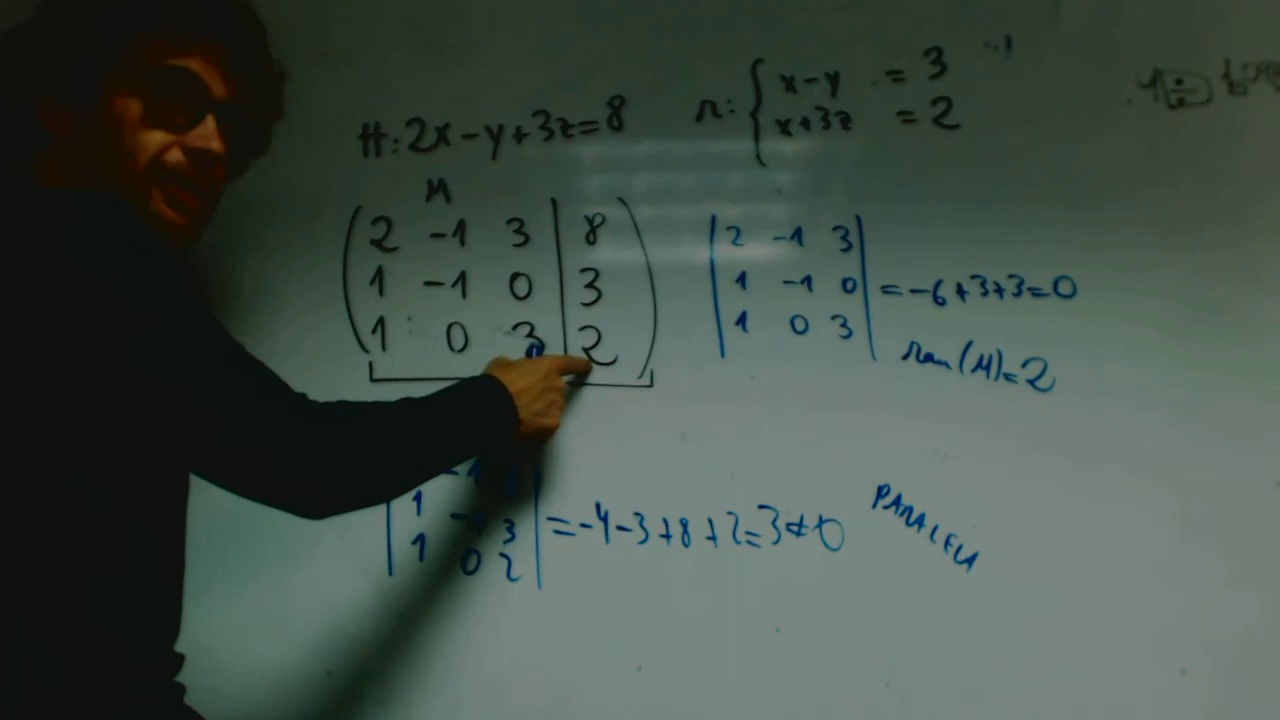 π: 2x-y+3z=8
r: { x-y = 3
x+3z = 2
M
( 2 -1 3 | 8 )
( 1 -1 0 | 3 )
( 1 0 3 | 2 )
| 2 -1 3 |
| 1 -1 0 | = -6+3+3=0
| 1 0 3 |
ran(M)=2
| 1 3 |
| 1 0 2 | = -4-3+8+2=3≠0
PARALELA